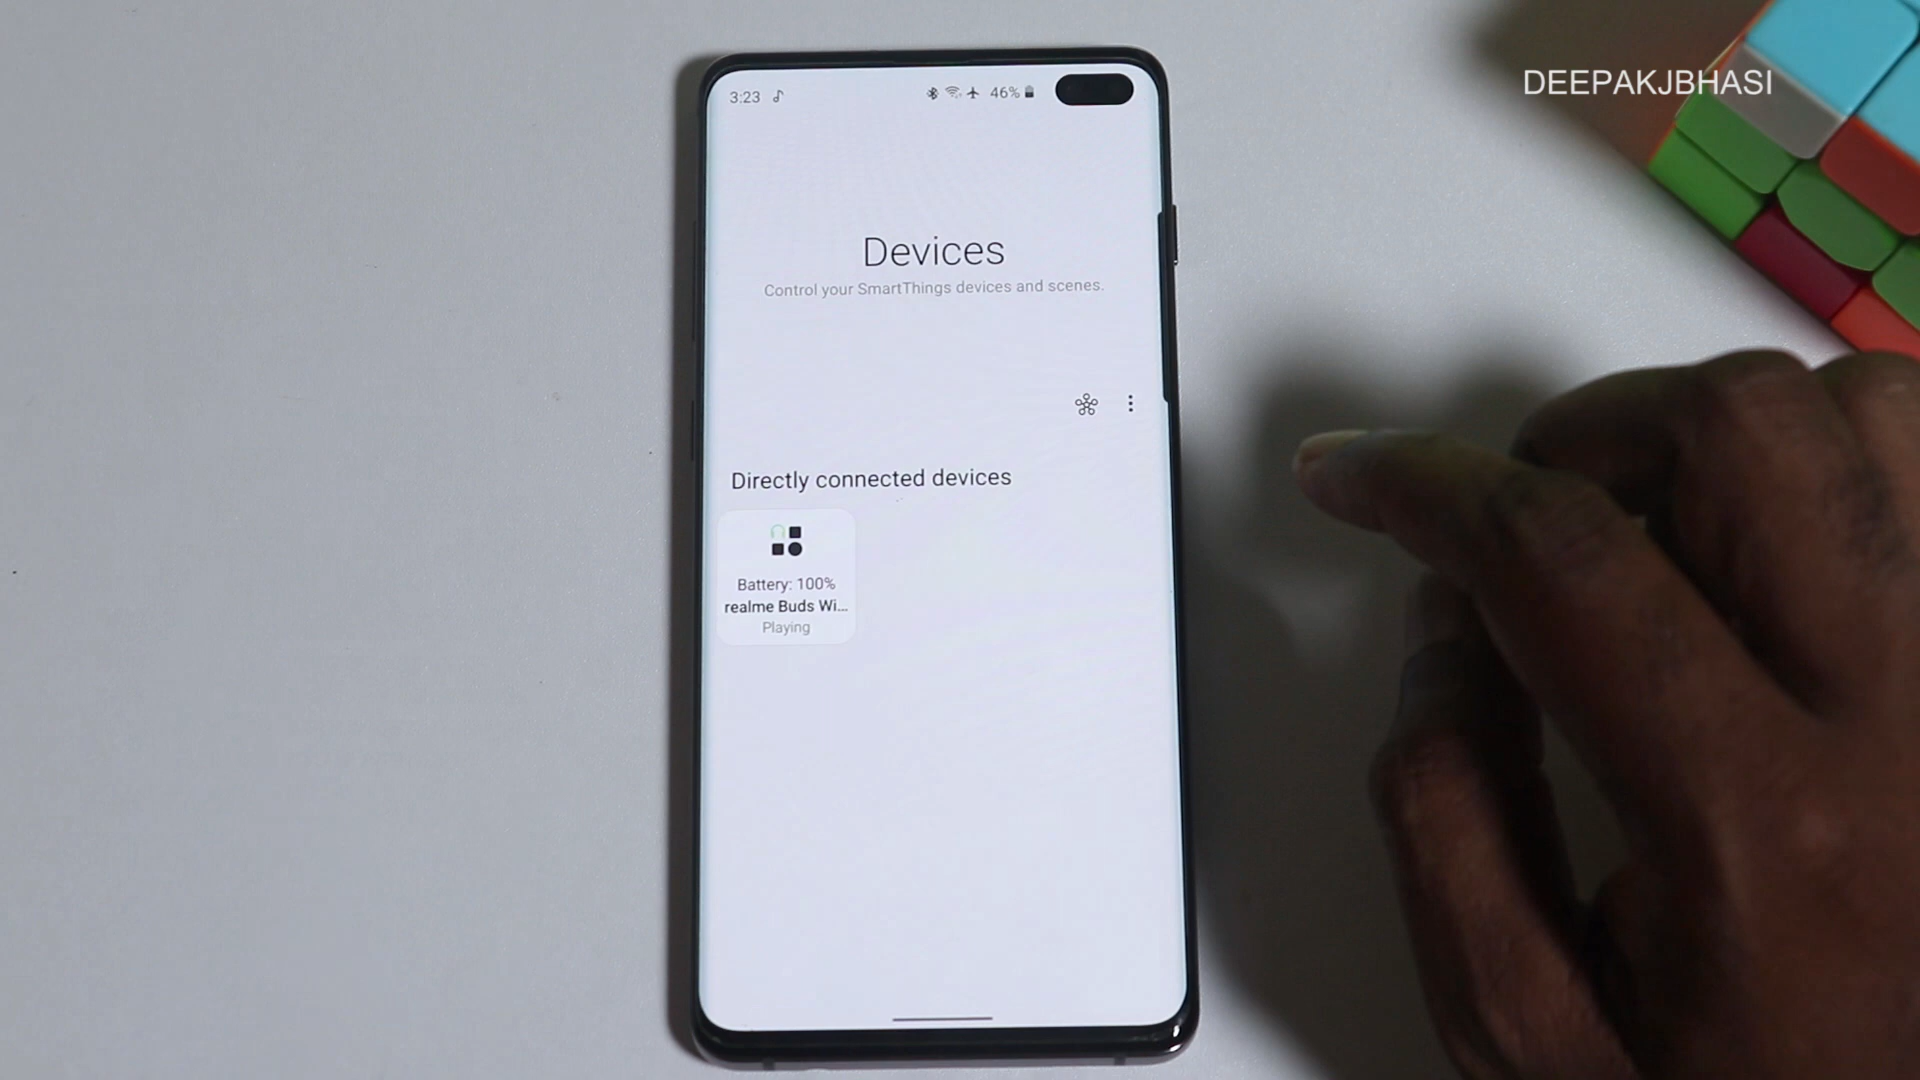 DEEPAKJBHASI
3:23
46%
Devices
Control your SmartThings devices and scenes.
Directly connected devices
Battery: 100%
realme Buds Wi...
Playing